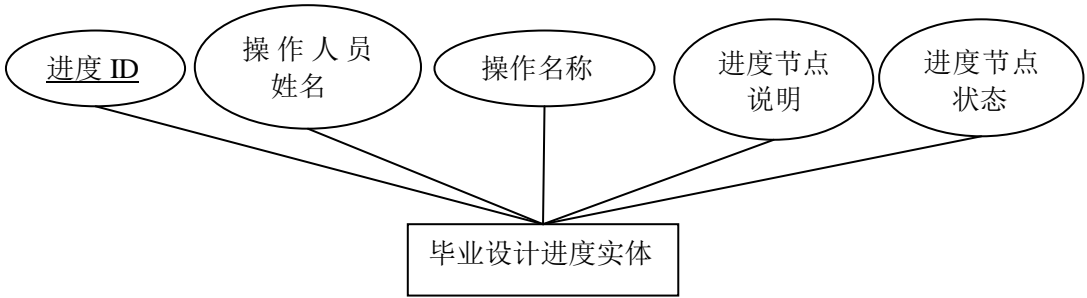 进度 ID
操作人员
姓名
操作名称
进度节点
说明
进度节点
状态
毕业设计进度实体